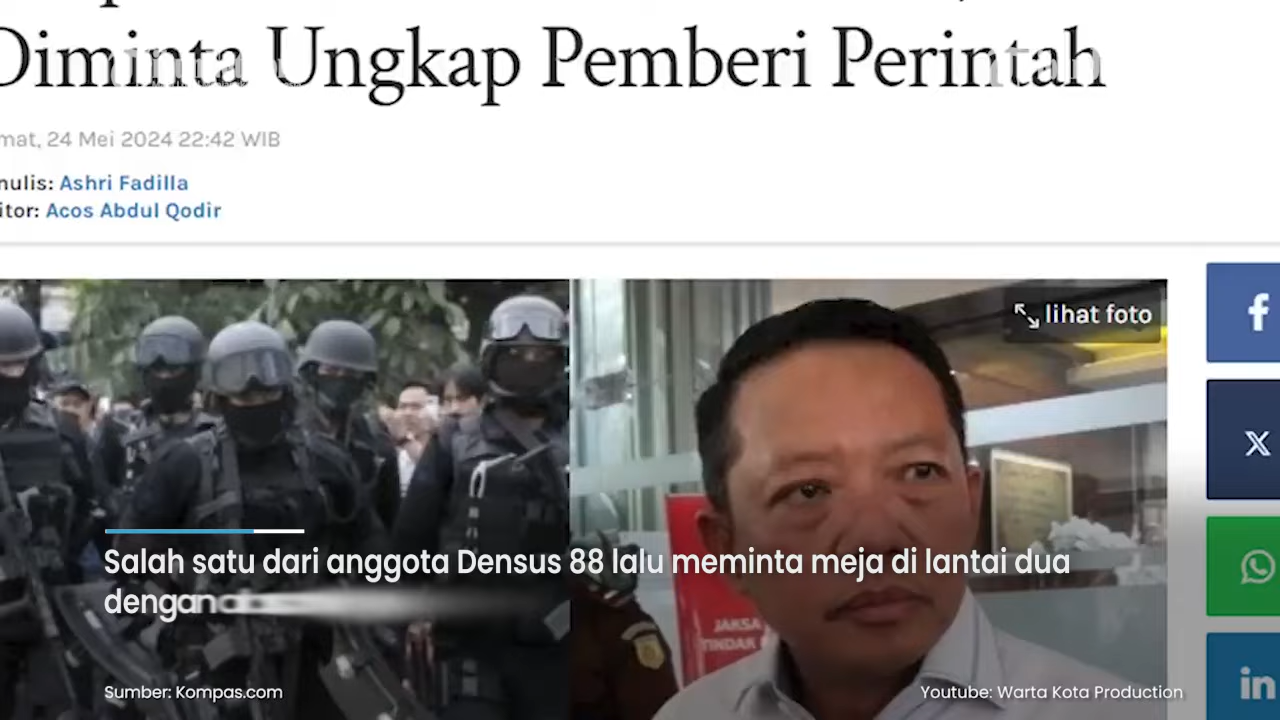 Diminta Ungkap Pemberi Perintah
mat, 24 Mei 2024 22:42 WIB
nulis: Ashri Fadilla
itor: Acos Abdul Qodir
lihat foto
Salah satu dari anggota Densus 88 lalu meminta meja di lantai dua
dengan
JAKSA
TINDAK
Sumber: Kompas.com
Youtube: Warta Kota Production